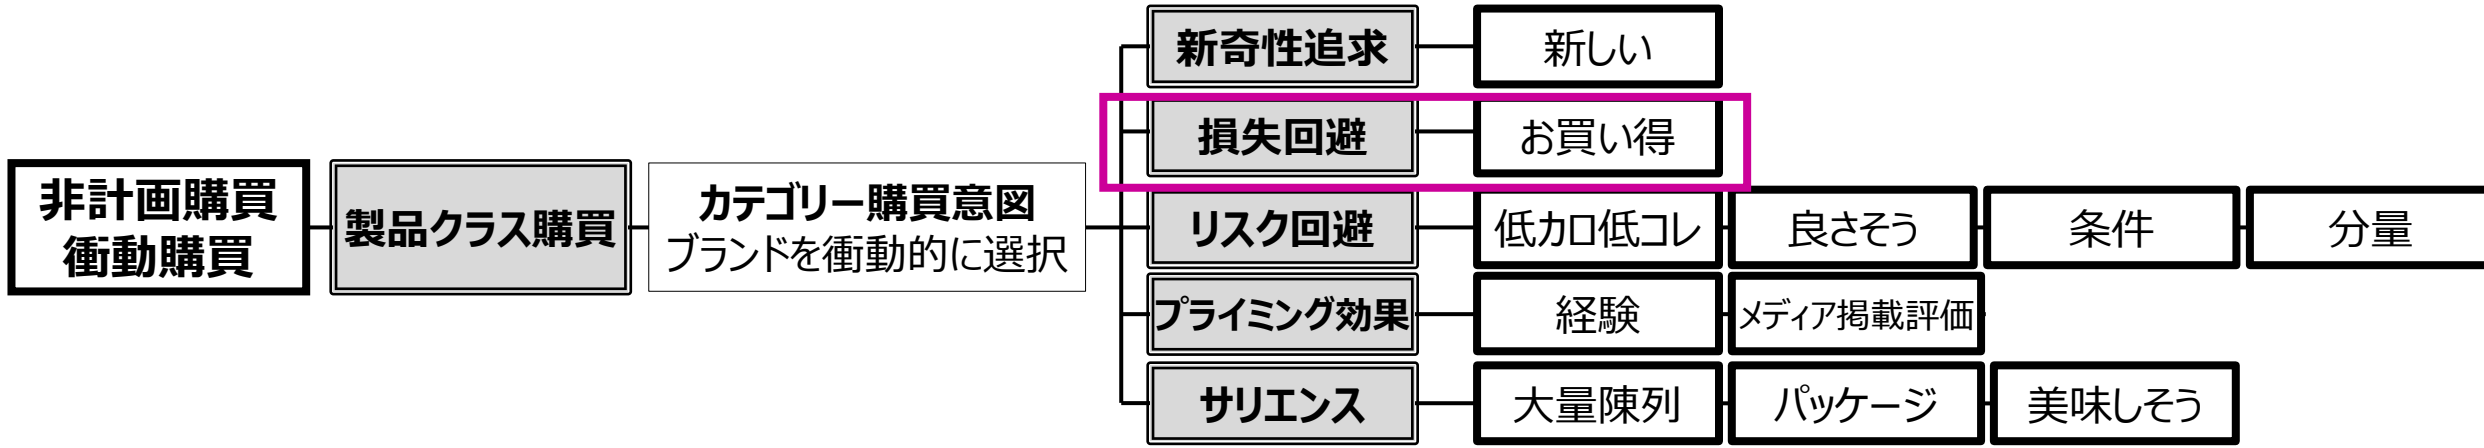 非計画購買
衝動購買
製品クラス購買
カテゴリー購買意図
ブランドを衝動的に選択
新奇性追求
新しい
損失回避
お買い得
リスク回避
低カロ低コレ
良さそう
条件
分量
プライミング効果
経験
メディア掲載評価
サリエンス
大量陳列
パッケージ
美味しそう